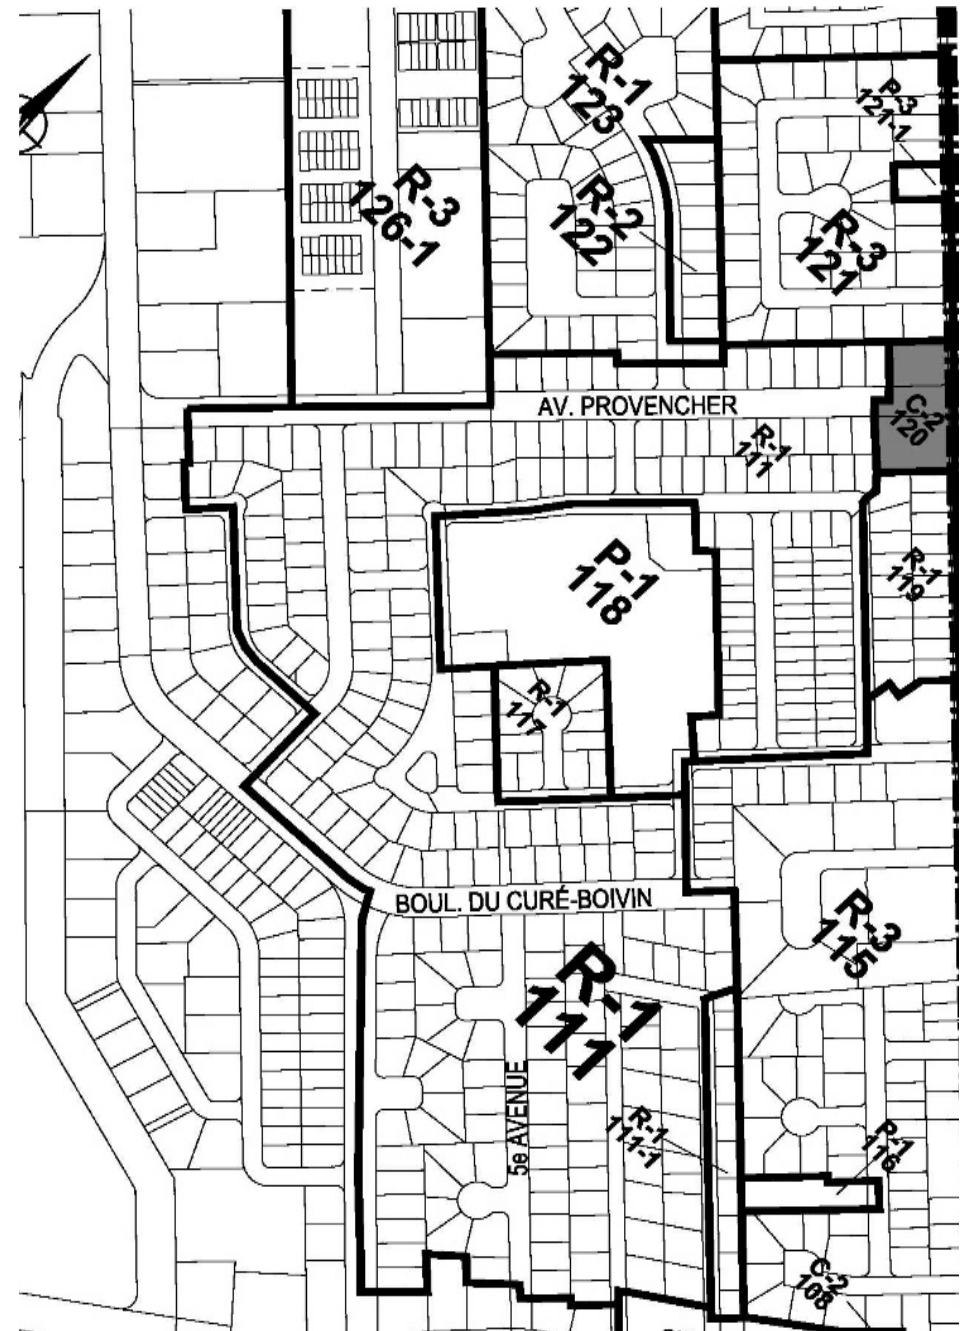 R-1
123
P-3
121-1
R-3
126-1
R-2
122
R-3
121
AV. PROVENCHER
C-2
120
R-1
111
P-1
118
R-1
119
R-1
117
BOUL. DU CURÉ-BOIVIN
R-3
115
R-1
111
5e AVENUE
R-1
111-1
P-1
116
C-2
108